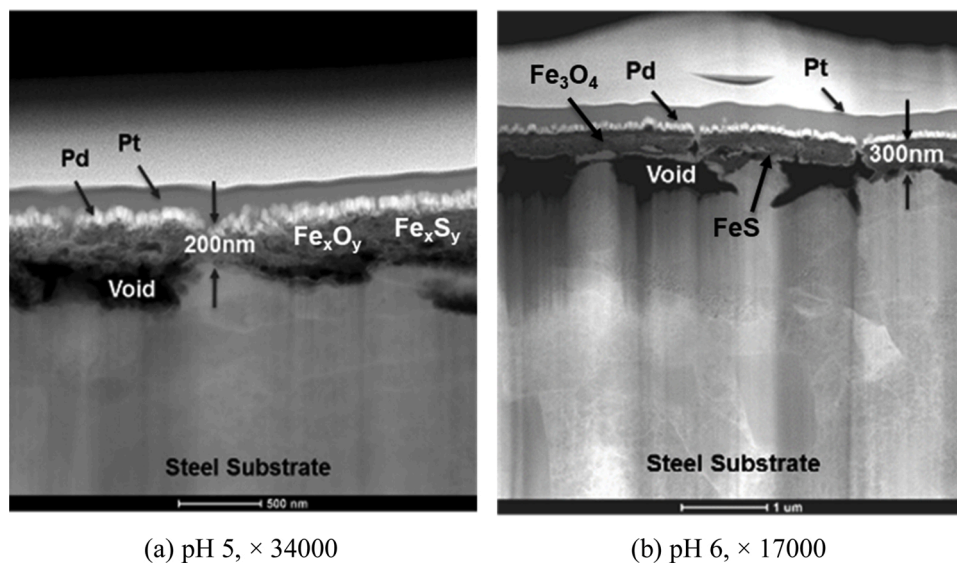 Pd
Pt
200nm
FexOy
FexSy
Void
Steel Substrate
500 nm
(a) pH 5, × 34000
Fe3O4
Pd
Pt
300nm
Void
FeS
Steel Substrate
1 um
(b) pH 6, × 17000